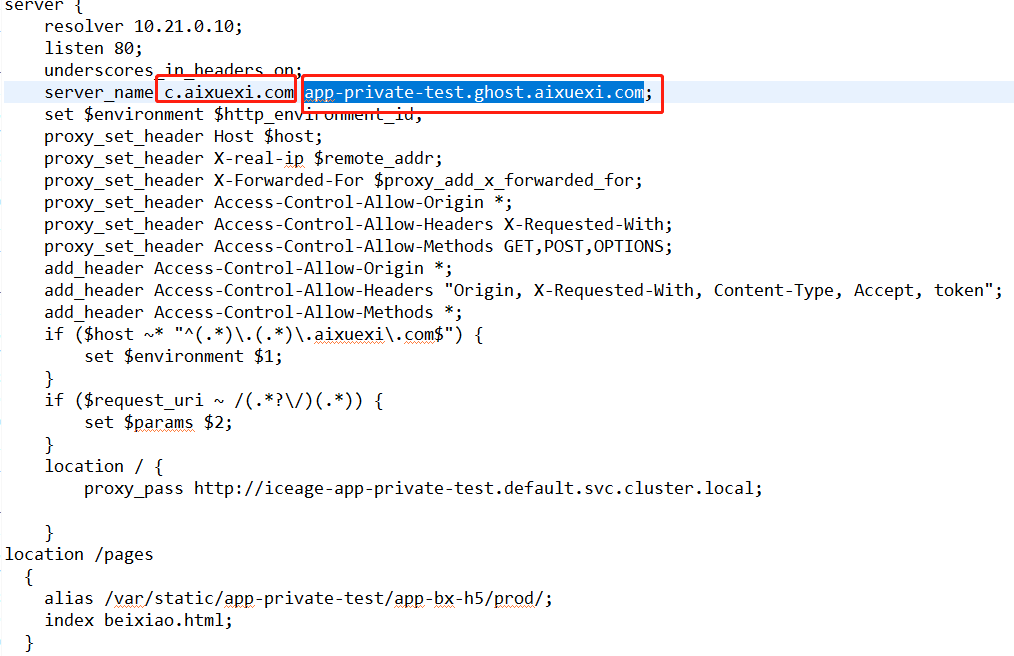 server {
resolver 10.21.0.10;
listen 80;
underscores_in_headers on;
server_name c.aixuexi.com app-private-test.ghost.aixuexi.com;
set $environment $http_environment_id;
proxy_set_header Host $host;
proxy_set_header X-real-ip $remote_addr;
proxy_set_header X-Forwarded-For $proxy_add_x_forwarded_for;
proxy_set_header Access-Control-Allow-Origin *;
proxy_set_header Access-Control-Allow-Headers X-Requested-With;
proxy_set_header Access-Control-Allow-Methods GET,POST,OPTIONS;
add_header Access-Control-Allow-Origin *;
add_header Access-Control-Allow-Headers "Origin, X-Requested-With, Content-Type, Accept, token";
add_header Access-Control-Allow-Methods *;
if ($host ~* "^(.*)\.(.*)\.aixuexi\.com$") {
set $environment $1;
}
if ($request_uri ~ /(.*?\/)(.*)) {
set $params $2;
}
location / {
proxy_pass http://iceage-app-private-test.default.svc.cluster.local;
}
location /pages
{
alias /var/static/app-private-test/app-bx-h5/prod/;
index beixiao.html;
}